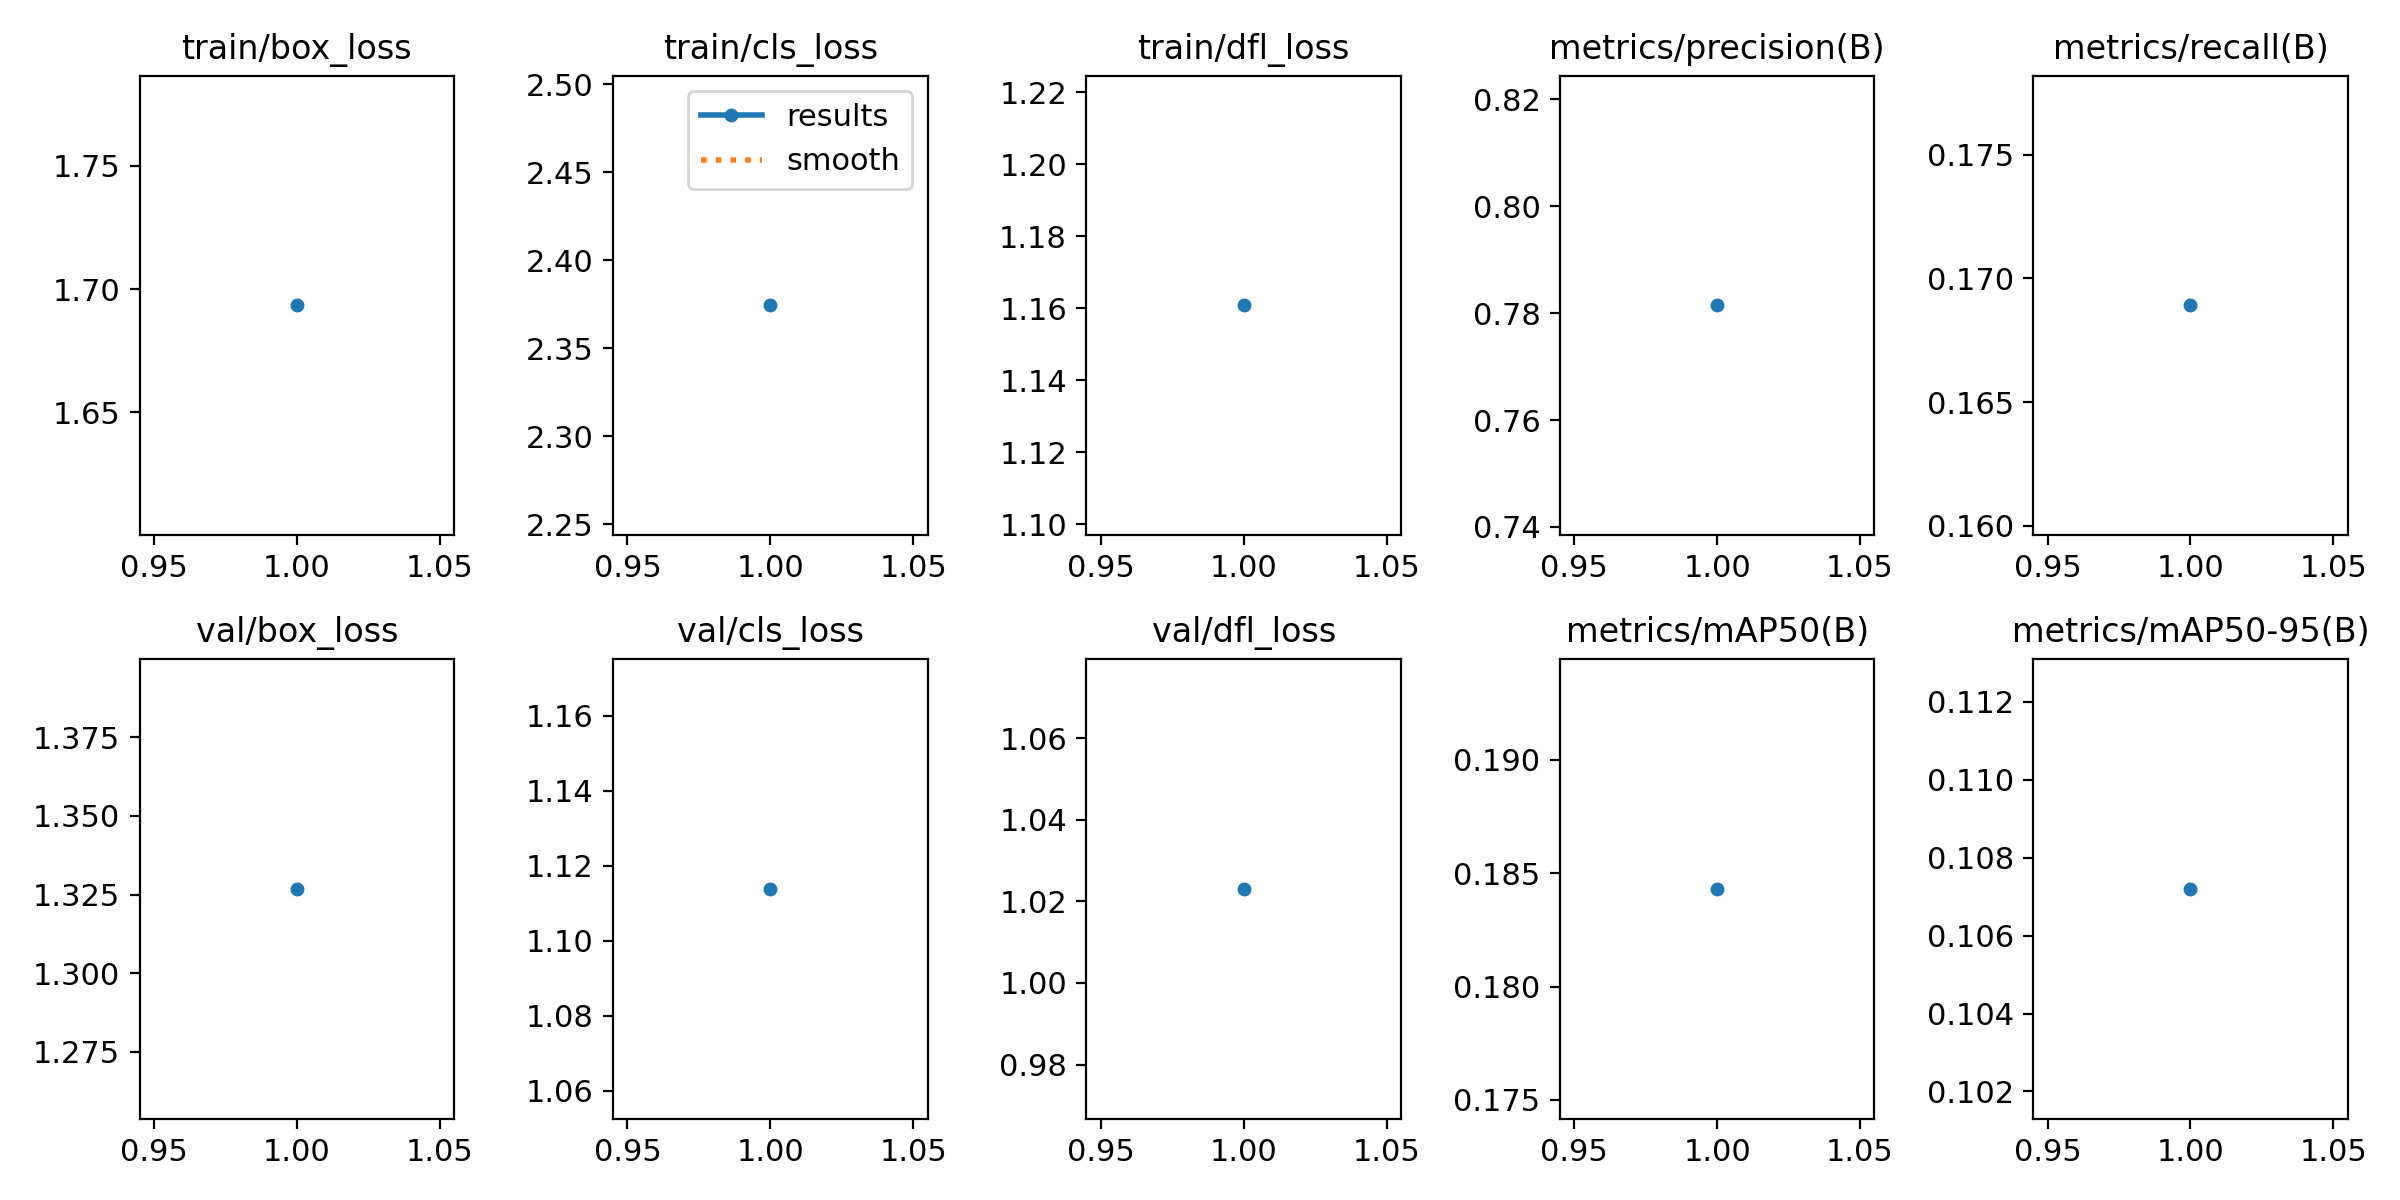 train/box_loss
1.75
1.70
1.65
0.95 1.00 1.05
train/cls_loss
results
smooth
2.50
2.45
2.40
2.35
2.30
2.25
0.95 1.00 1.05
train/dfl_loss
1.22
1.20
1.18
1.16
1.14
1.12
1.10
0.95 1.00 1.05
metrics/precision(B)
0.82
0.80
0.78
0.76
0.74
0.95 1.00 1.05
metrics/recall(B)
0.175
0.170
0.165
0.160
0.95 1.00 1.05
val/box_loss
1.375
1.350
1.325
1.300
1.275
0.95 1.00 1.05
val/cls_loss
1.16
1.14
1.12
1.10
1.08
1.06
0.95 1.00 1.05
val/dfl_loss
1.06
1.04
1.02
1.00
0.98
0.95 1.00 1.05
metrics/mAP50(B)
0.190
0.185
0.180
0.175
0.95 1.00 1.05
metrics/mAP50-95(B)
0.112
0.110
0.108
0.106
0.104
0.102
0.95 1.00 1.05